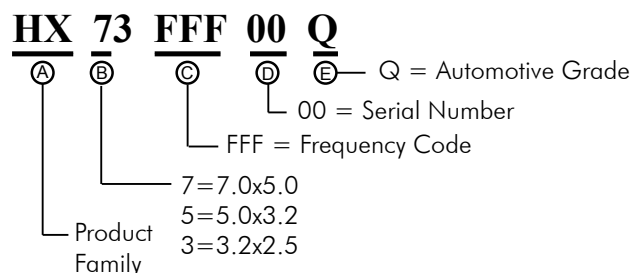 HX 73 FFF 00 Q
A B C D E Q = Automotive Grade
00 = Serial Number
FFF = Frequency Code
7=7.0x5.0
5=5.0x3.2
3=3.2x2.5
Product
Family